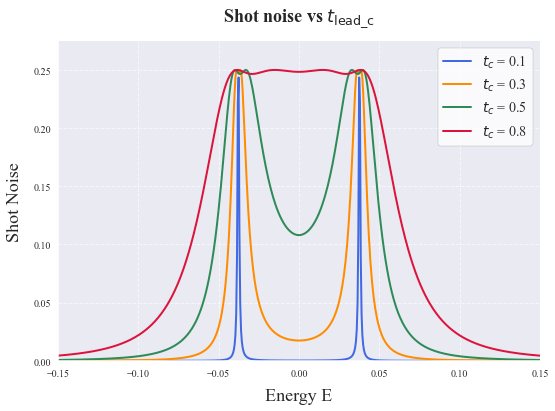 Shot noise vs t_lead_c
t_c = 0.1
t_c = 0.3
t_c = 0.5
t_c = 0.8
Shot Noise
0.25
0.20
0.15
0.10
0.05
0.00
−0.15 −0.10 −0.05 0.00 0.05 0.10 0.15
Energy E